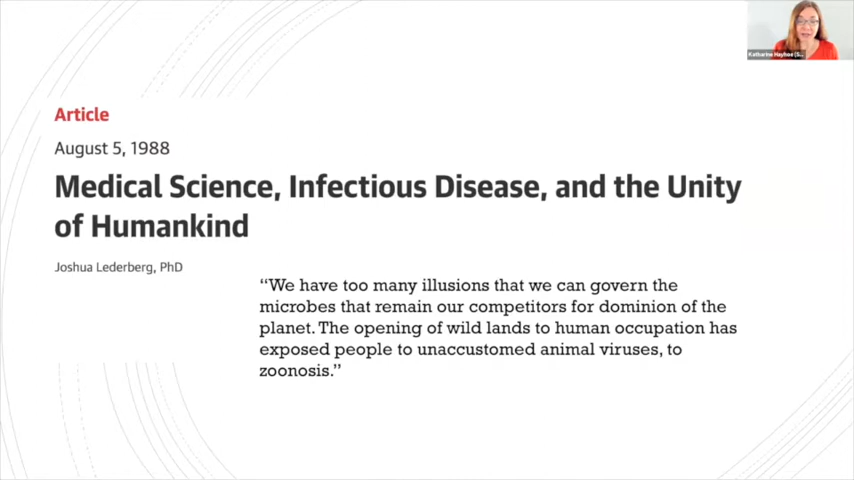 Katharine Hayhoe (S...
Article
August 5, 1988
Medical Science, Infectious Disease, and the Unity
of Humankind
Joshua Lederberg, PhD
“We have too many illusions that we can govern the
microbes that remain our competitors for dominion of the
planet. The opening of wild lands to human occupation has
exposed people to unaccustomed animal viruses, to
zoonosis.”